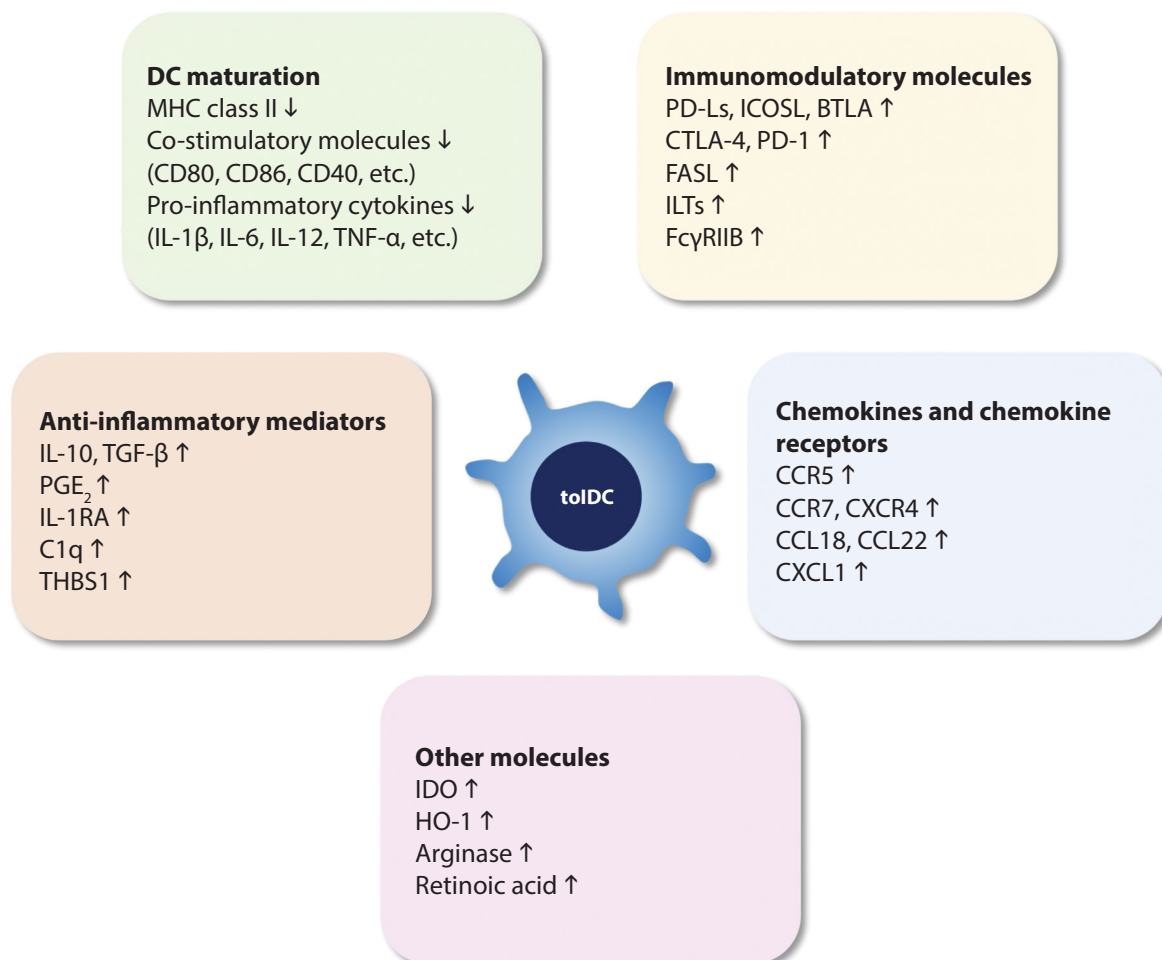 DC maturation
MHC class II ↓
Co-stimulatory molecules ↓
(CD80, CD86, CD40, etc.)
Pro-inflammatory cytokines ↓
(IL-1β, IL-6, IL-12, TNF-α, etc.)
Immunomodulatory molecules
PD-Ls, ICOSL, BTLA ↑
CTLA-4, PD-1 ↑
FASL ↑
ILTs ↑
FcγRIIB ↑
Anti-inflammatory mediators
IL-10, TGF-β ↑
PGE₂ ↑
IL-1RA ↑
C1q ↑
THBS1 ↑
tolDC
Chemokines and chemokine
receptors
CCR5 ↑
CCR7, CXCR4 ↑
CCL18, CCL22 ↑
CXCL1 ↑
Other molecules
IDO ↑
HO-1 ↑
Arginase ↑
Retinoic acid ↑